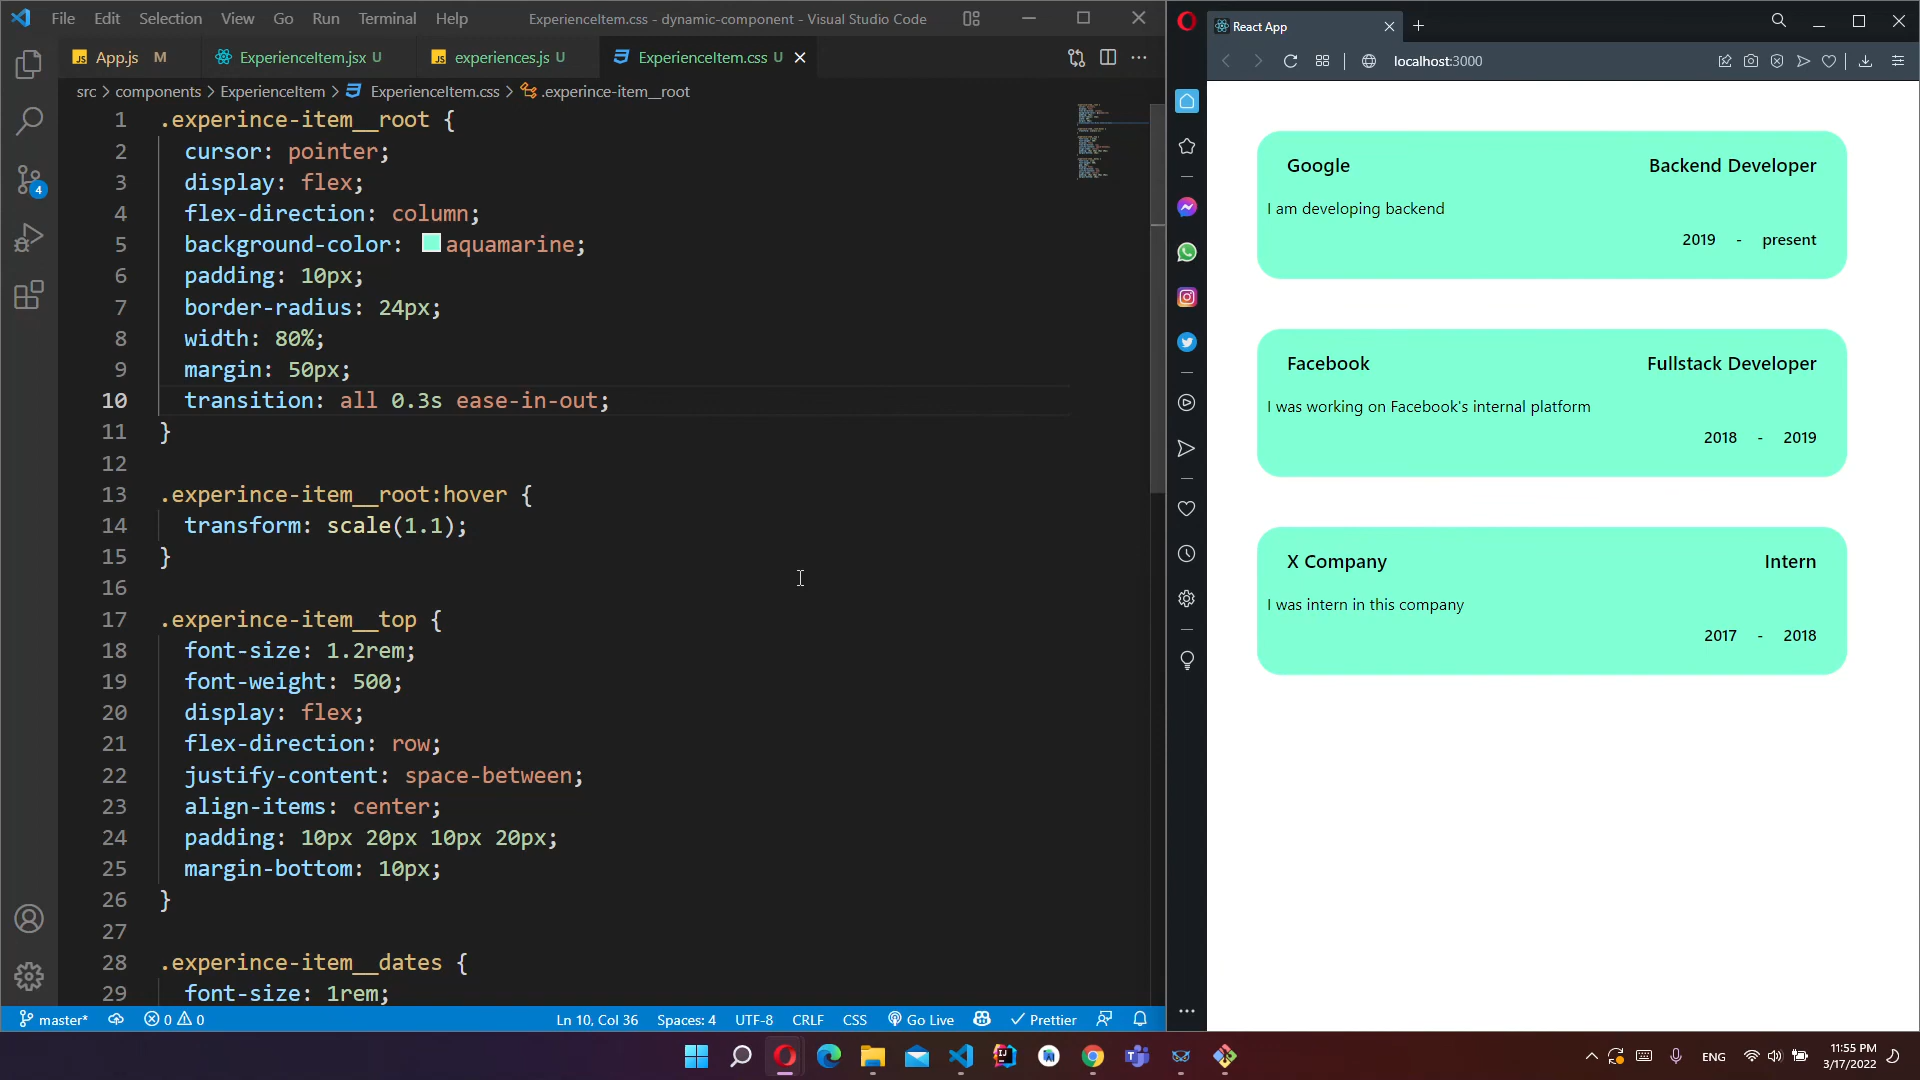 File Edit Selection View Go Run Terminal Help ExperienceItem.css - dynamic-component - Visual Studio Code
App.js M ExperienceItem.jsx U experiences.js U ExperienceItem.css U
src > components > ExperienceItem > ExperienceItem.css > .experince-item__root
1 .experince-item__root {
2 cursor: pointer;
3 display: flex;
4 flex-direction: column;
5 background-color: aquamarine;
6 padding: 10px;
7 border-radius: 24px;
8 width: 80%;
9 margin: 50px;
10 transition: all 0.3s ease-in-out;
11 }
12
13 .experince-item__root:hover {
14 transform: scale(1.1);
15 }
16
17 .experince-item__top {
18 font-size: 1.2rem;
19 font-weight: 500;
20 display: flex;
21 flex-direction: row;
22 justify-content: space-between;
23 align-items: center;
24 padding: 10px 20px 10px 20px;
25 margin-bottom: 10px;
26 }
27
28 .experince-item__dates {
29 font-size: 1rem;
4
master* 0 0 Ln 10, Col 36 Spaces: 4 UTF-8 CRLF CSS Go Live Prettier
React App
localhost:3000
Google Backend Developer
I am developing backend
2019 - present
Facebook Fullstack Developer
I was working on Facebook's internal platform
2018 - 2019
X Company Intern
I was intern in this company
2017 - 2018
ENG
11:55 PM
3/17/2022